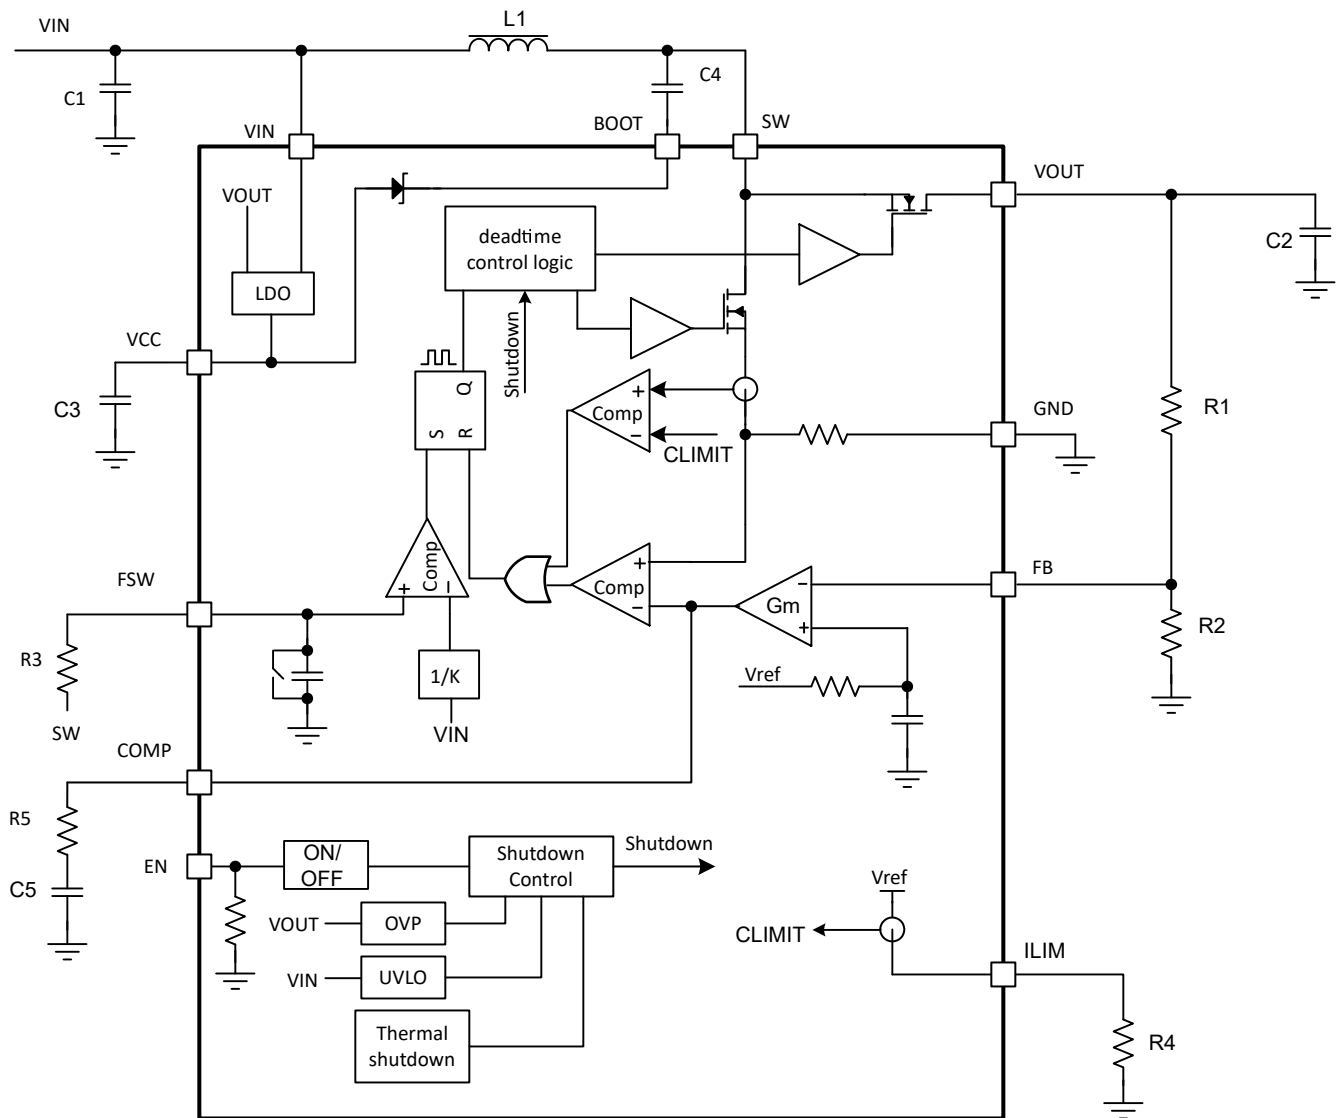 VIN
L1
C1
C4
VIN
BOOT
SW
VOUT
VOUT
deadtime
control logic
C2
LDO
VCC
Shutdown
Q
S
R
+
Comp
−
CLIMIT
C3
GND
R1
Comp
+
−
+
Comp
−
FSW
−
Gm
+
FB
R2
R3
1/K
Vref
SW
VIN
COMP
R5
EN
ON/
OFF
Shutdown
Control
Shutdown
C5
VOUT
OVP
Vref
CLIMIT
VIN
UVLO
ILIM
Thermal
shutdown
R4